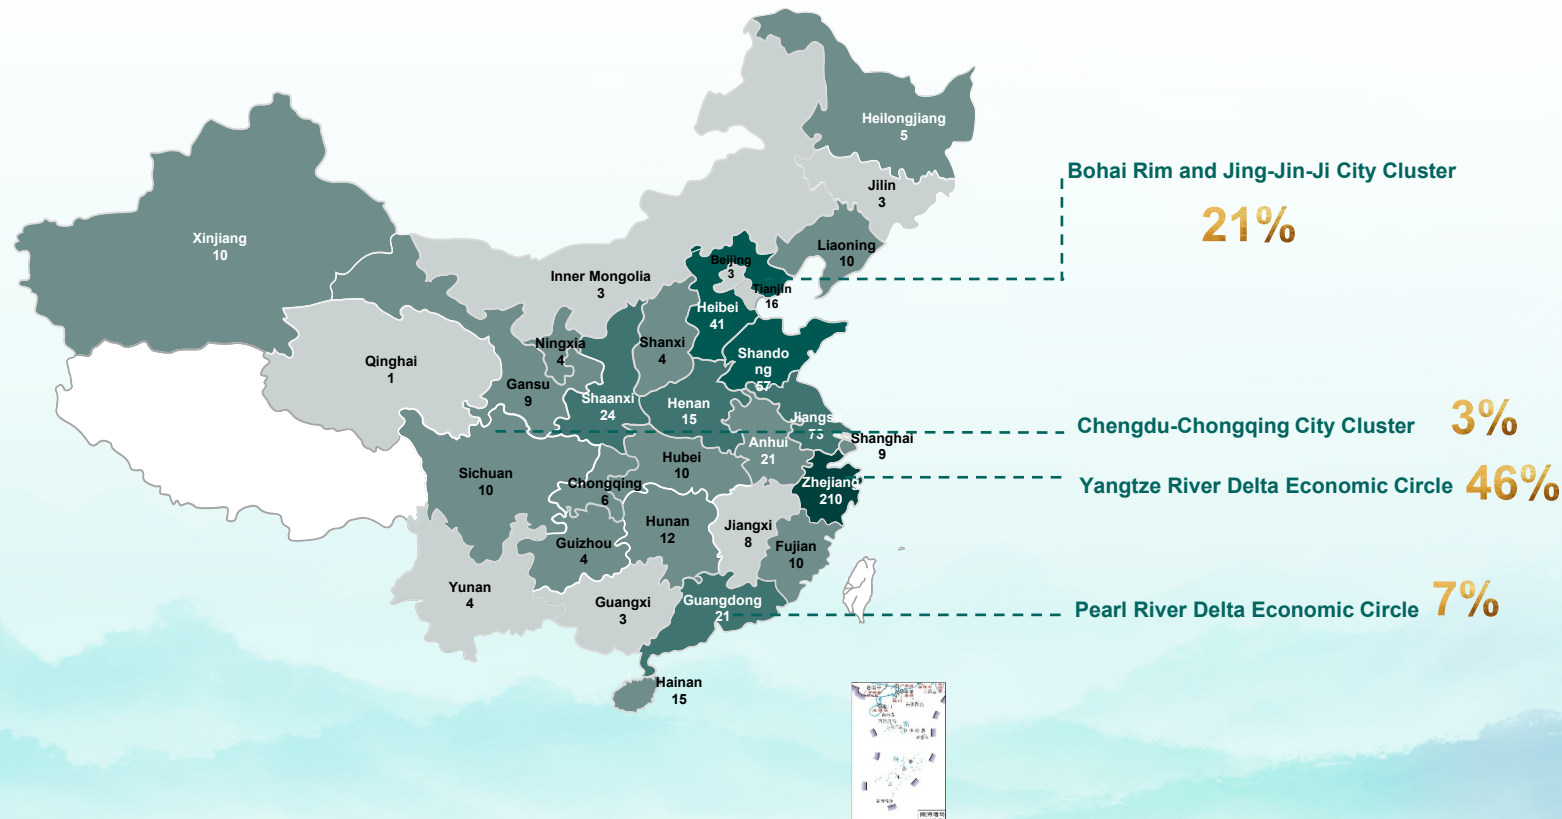 Heilongjiang
5
Jilin
3
Liaoning
10
Xinjiang
10
Inner Mongolia
3
Beijing
3
Tianjin
16
Heibei
41
Shanxi
4
Ningxia
4
Shando
ng
57
Qinghai
1
Gansu
9
Shaanxi
24
Henan
15
Jiangsu
73
Anhui
21
Shanghai
9
Sichuan
10
Hubei
10
Chongqing
6
Zhejiang
210
Hunan
12
Jiangxi
8
Fujian
10
Guizhou
4
Yunan
4
Guangxi
3
Guangdong
21
Hainan
15
Bohai Rim and Jing-Jin-Ji City Cluster
21%
Chengdu-Chongqing City Cluster 3%
Yangtze River Delta Economic Circle 46%
Pearl River Delta Economic Circle 7%